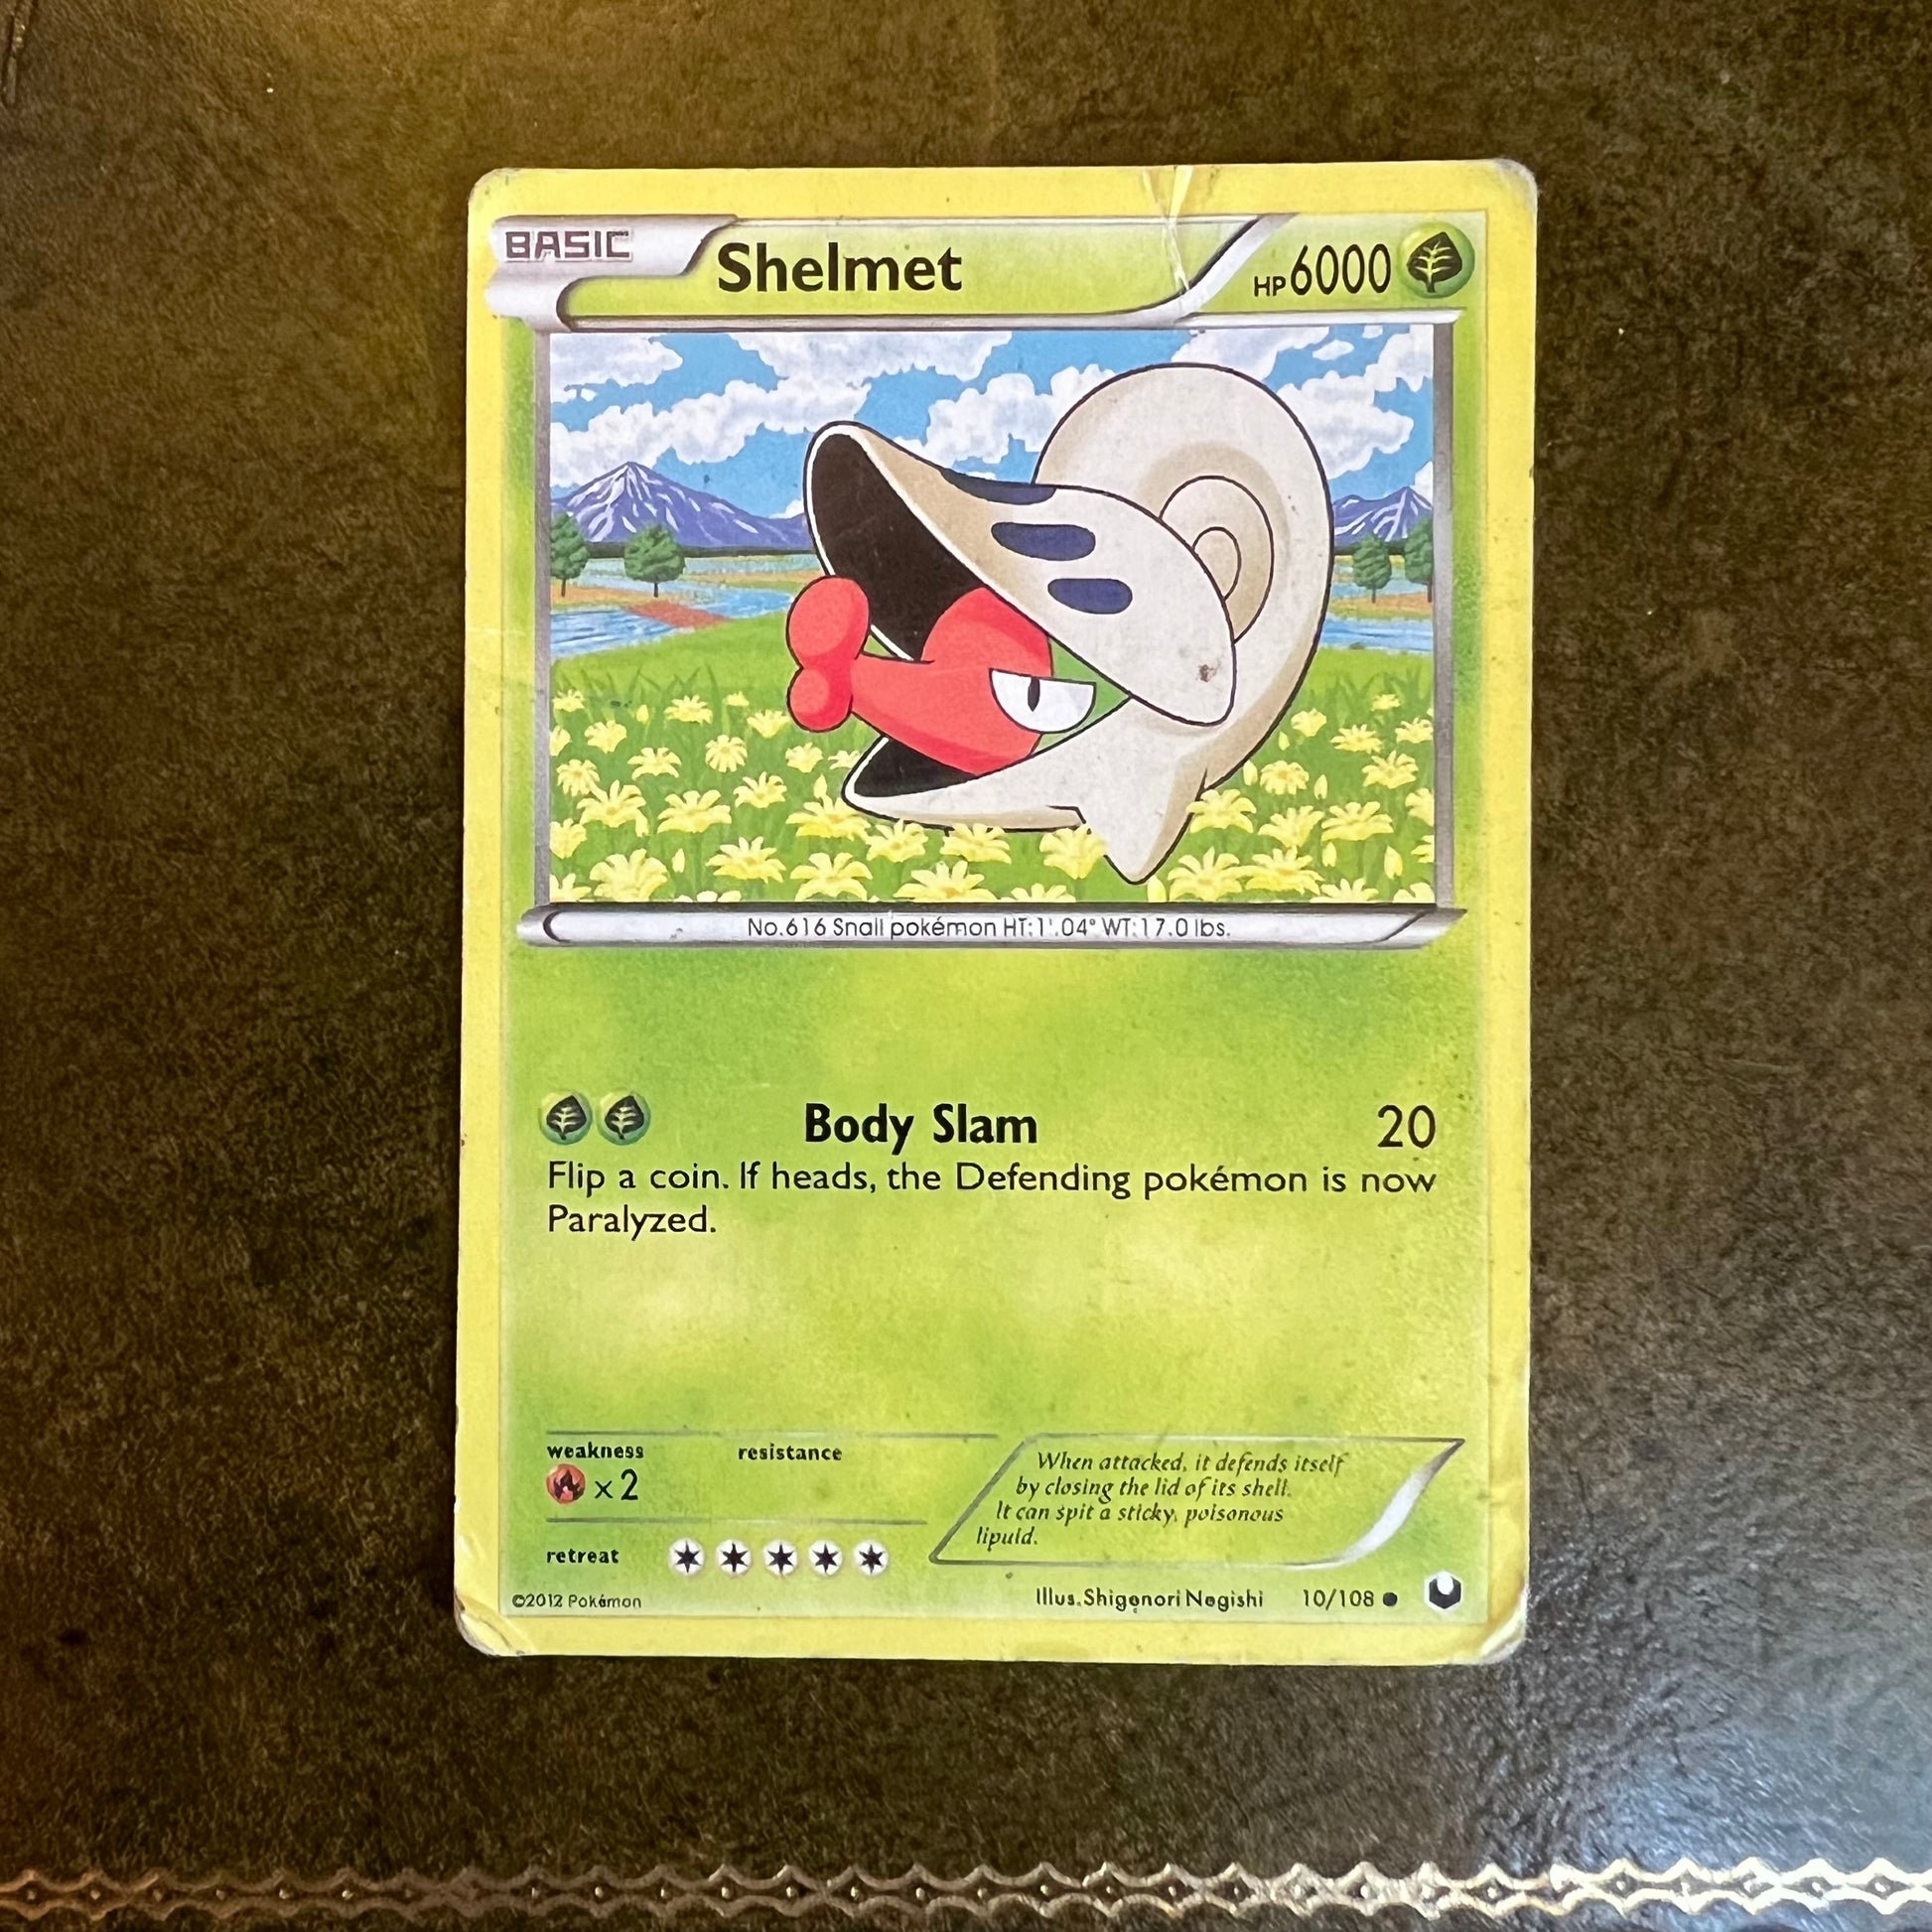 BASIC
Shelmet
HP6000
No.616 Snail pokémon HT:1'.04" WT:17.0 lbs.
Body Slam 20
Flip a coin. If heads, the Defending pokémon is now
Paralyzed.
weakness
resistance
×2
When attacked, it defends itself
by closing the lid of its shell.
It can spit a sticky, poisonous
lipuid.
retreat
©2012 Pokémon
Illus.Shigenori Negishi
10/108